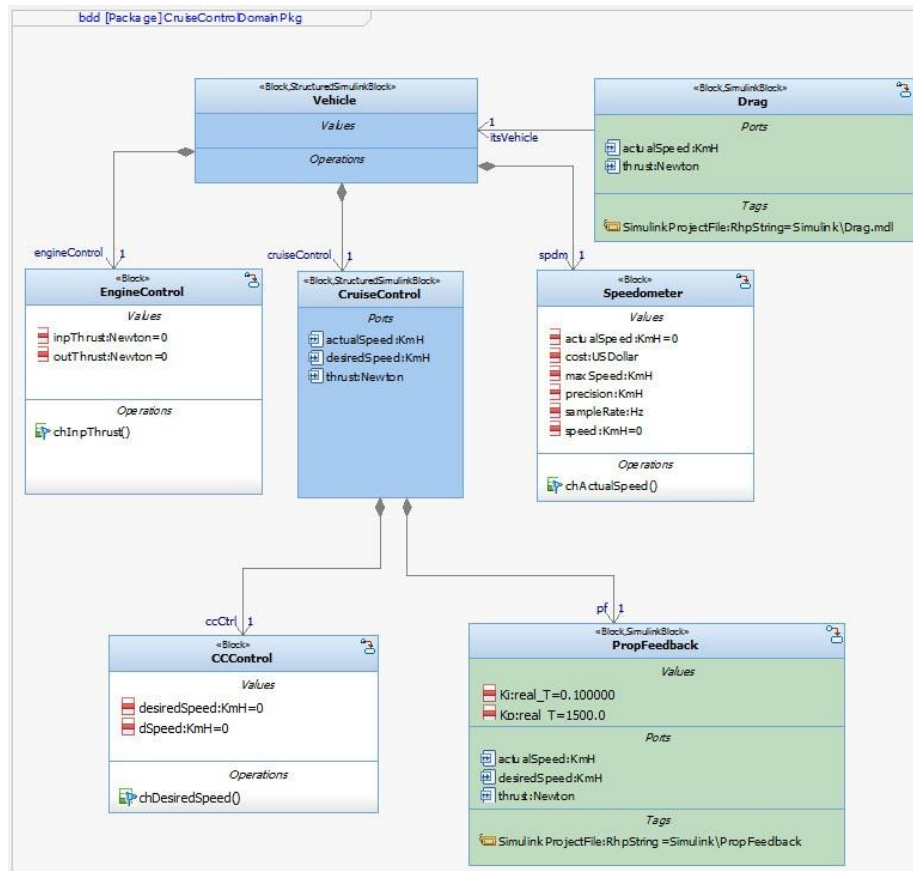 bdd [Package] CruiseControlDomainPkg
«Block,StructuredSimulinkBlock»
Vehicle
Values
Operations
«Block,SimulinkBlock»
Drag
Ports
actualSpeed:KmH
thrust:Newton
Tags
SimulinkProjectFile:RhpString=Simulink\Drag.mdl
1
itsVehicle
engineControl 1
cruiseControl 1
spdm 1
«Block»
EngineControl
Values
inpThrust:Newton=0
outThrust:Newton=0
Operations
chInpThrust()
«Block,StructuredSimulinkBlock»
CruiseControl
Ports
actualSpeed:KmH
desiredSpeed:KmH
thrust:Newton
«Block»
Speedometer
Values
actualSpeed:KmH=0
cost:USDollar
maxSpeed:KmH
precision:KmH
sampleRate:Hz
speed:KmH=0
Operations
chActualSpeed()
ccCtrl 1
pf 1
«Block»
CCControl
Values
desiredSpeed:KmH=0
dSpeed:KmH=0
Operations
chDesiredSpeed()
«Block,SimulinkBlock»
PropFeedback
Values
Ki:real_T=0.100000
Kp:real_T=1500.0
Ports
actualSpeed:KmH
desiredSpeed:KmH
thrust:Newton
Tags
SimulinkProjectFile:RhpString=Simulink\PropFeedback